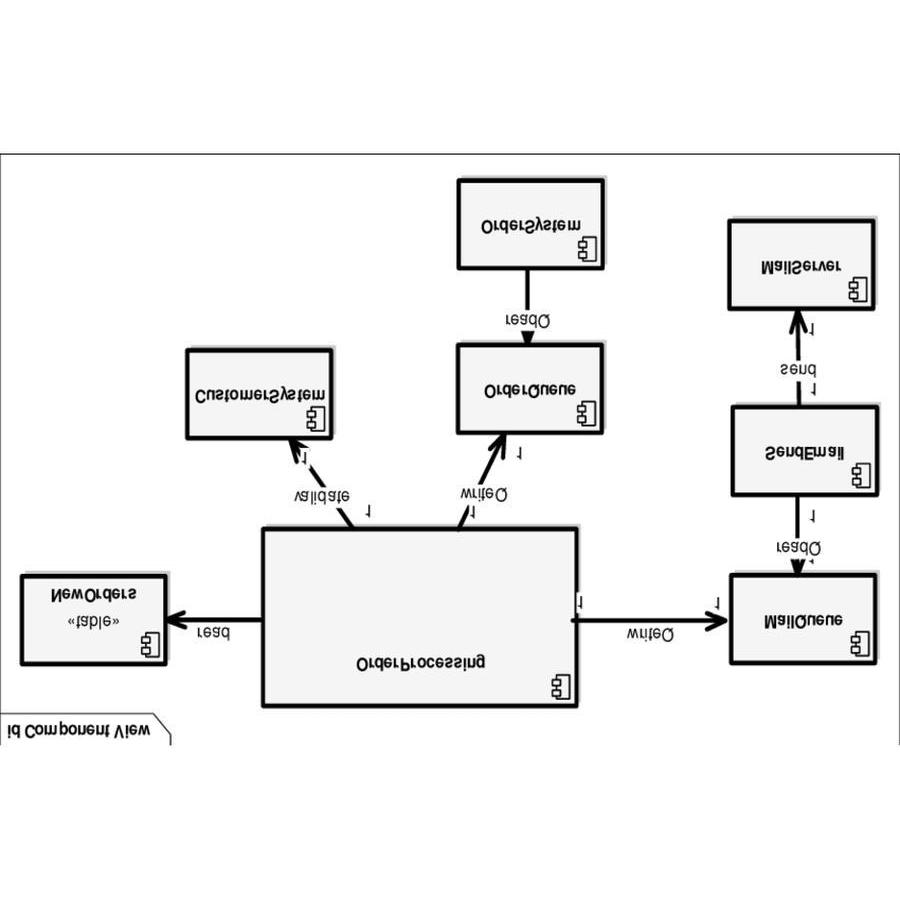 OrderSystem
MailServer
readQ
1
send
1
CustomerSystem
OrderQueue
SendEmail
1
1
validate
writeQ
1
1
1
readQ
1
NewOrders
«table»
read
OrderProcessing
1
1
writeQ
MailQueue
id Component View